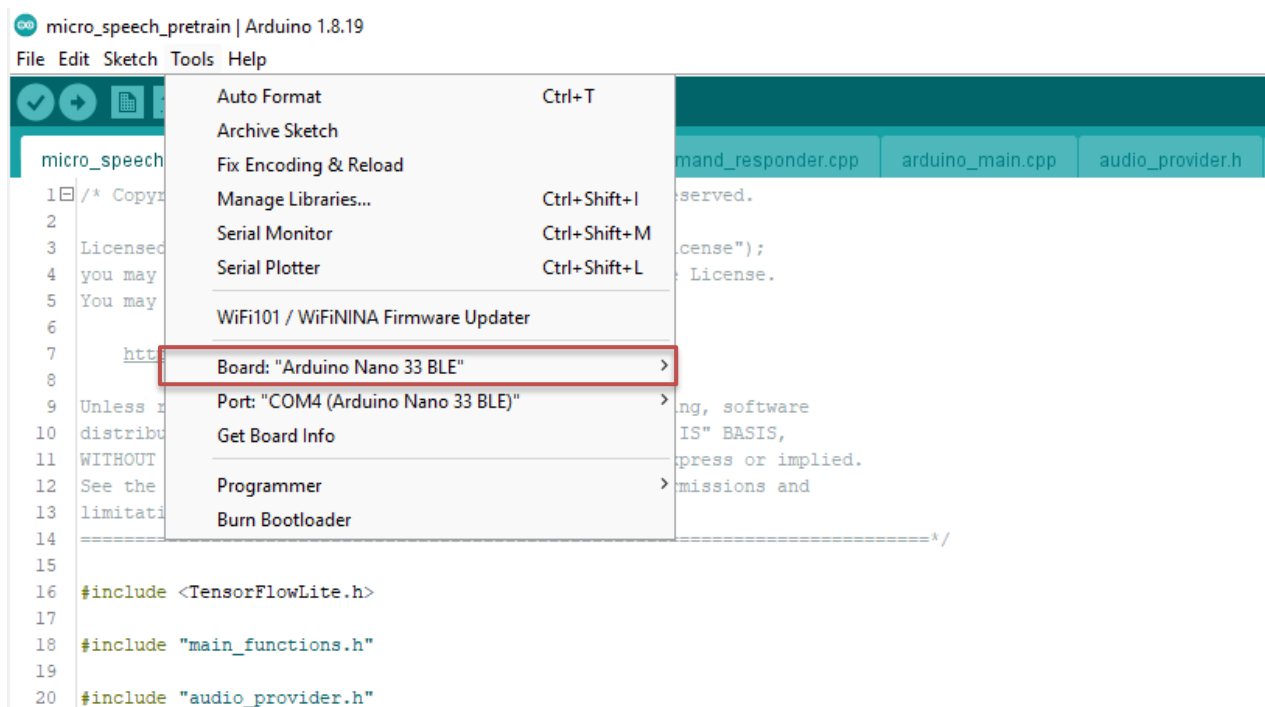 micro_speech_pretrain | Arduino 1.8.19
File Edit Sketch Tools Help
Auto Format Ctrl+T
Archive Sketch
Fix Encoding & Reload
Manage Libraries... Ctrl+Shift+I
Serial Monitor Ctrl+Shift+M
Serial Plotter Ctrl+Shift+L
WiFi101 / WiFiNINA Firmware Updater
Board: "Arduino Nano 33 BLE"
Port: "COM4 (Arduino Nano 33 BLE)"
Get Board Info
Programmer
Burn Bootloader
micro_speech mand_responder.cpp arduino_main.cpp audio_provider.h
1 /* Copyr served.
2
3 Licensed cense");
4 you may License.
5 You may
6
7 htt
8
9 Unless r ng, software
10 distribu IS" BASIS,
11 WITHOUT press or implied.
12 See the missions and
13 limitati
14 ==============================================================================*/
15
16 #include <TensorFlowLite.h>
17
18 #include "main_functions.h"
19
20 #include "audio_provider.h"